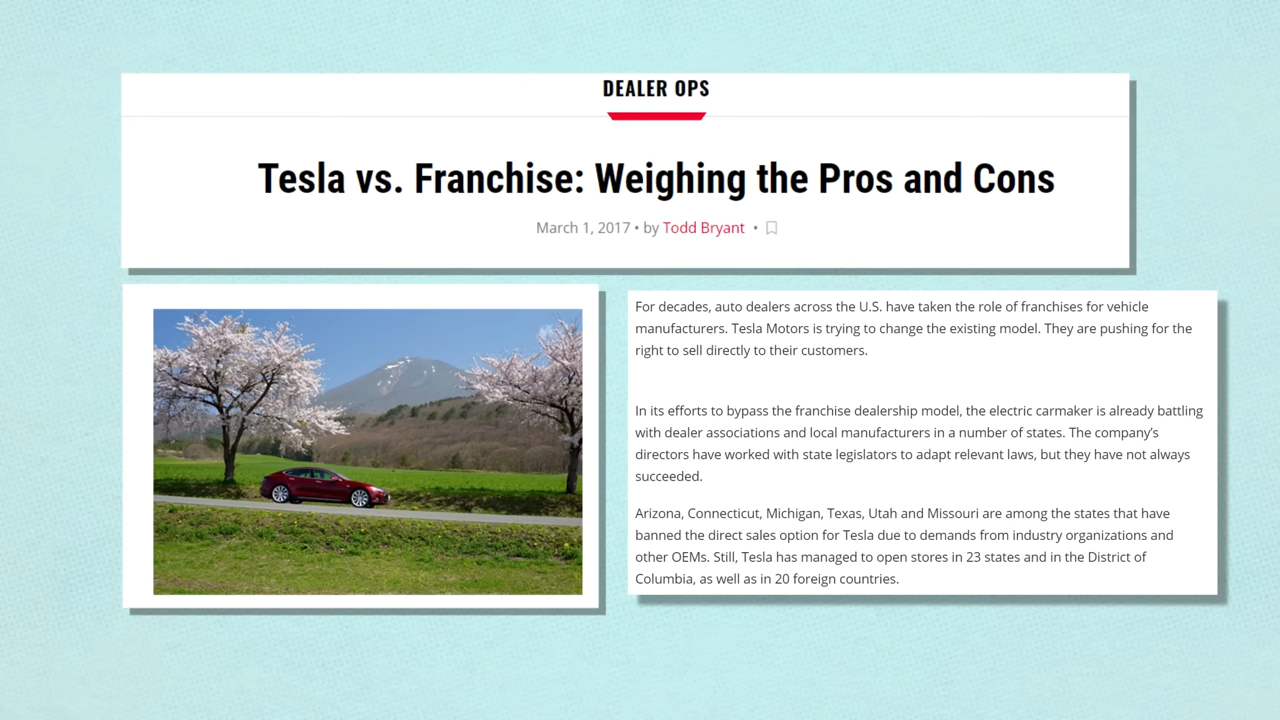 DEALER OPS
Tesla vs. Franchise: Weighing the Pros and Cons
March 1, 2017 • by Todd Bryant •
For decades, auto dealers across the U.S. have taken the role of franchises for vehicle
manufacturers. Tesla Motors is trying to change the existing model. They are pushing for the
right to sell directly to their customers.
In its efforts to bypass the franchise dealership model, the electric carmaker is already battling
with dealer associations and local manufacturers in a number of states. The company’s
directors have worked with state legislators to adapt relevant laws, but they have not always
succeeded.
Arizona, Connecticut, Michigan, Texas, Utah and Missouri are among the states that have
banned the direct sales option for Tesla due to demands from industry organizations and
other OEMs. Still, Tesla has managed to open stores in 23 states and in the District of
Columbia, as well as in 20 foreign countries.